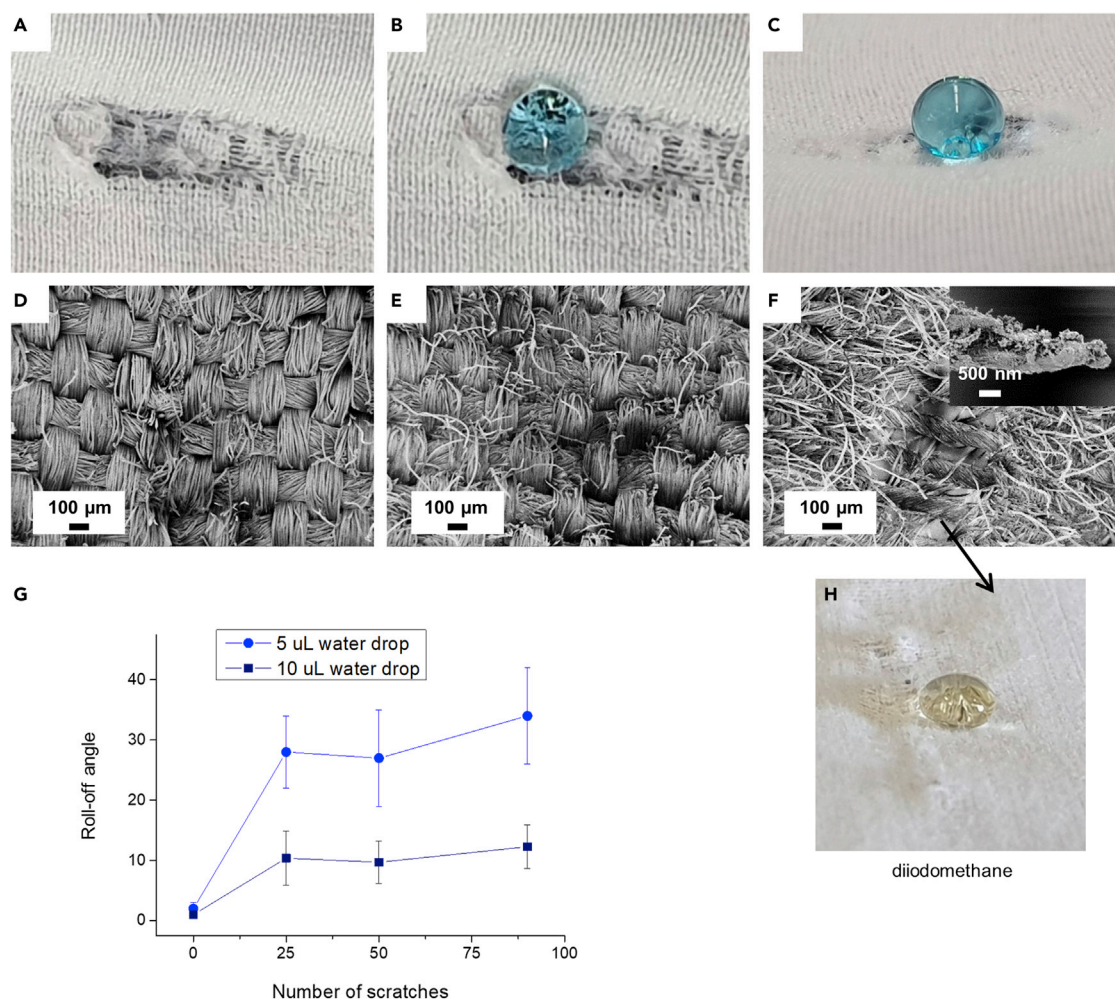 A
B
C
D
E
F
500 nm
100 µm
100 µm
100 µm
G
H
5 uL water drop
10 uL water drop
40
30
20
10
0
Roll-off angle
0
25
50
75
100
Number of scratches
diiodomethane